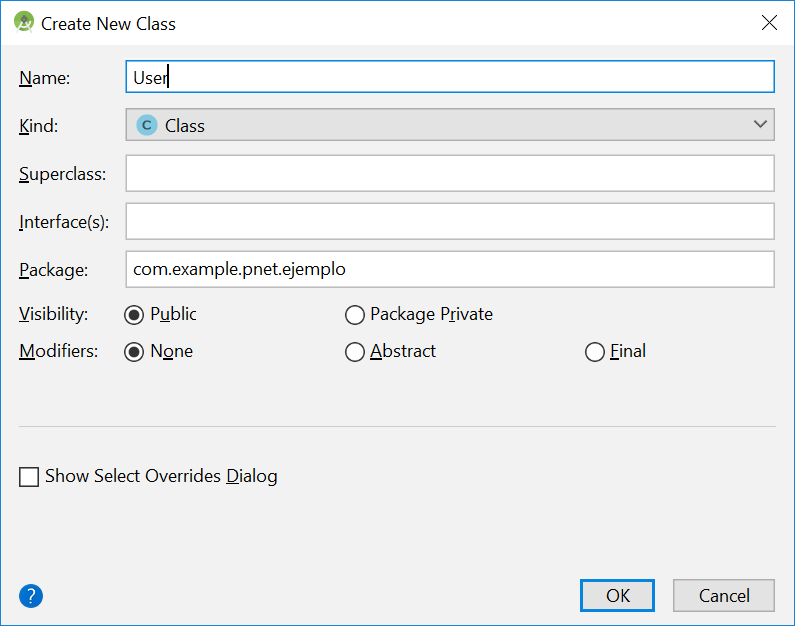 Create New Class
Name: User
Kind: C Class
Superclass:
Interface(s):
Package: com.example.pnet.ejemplo
Visibility: Public Package Private
Modifiers: None Abstract Final
Show Select Overrides Dialog
? OK Cancel